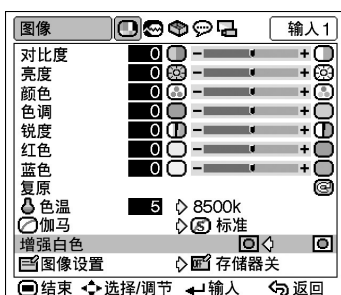 图像 输入1
对比度 0 - +
亮度 0 - +
颜色 0 - +
色调 0 - +
锐度 0 - +
红色 0 - +
蓝色 0 - +
复原
色温 5 8500k
伽马 S 标准
增强白色
图像设置 存储器关
结束 选择/调节 输入 返回